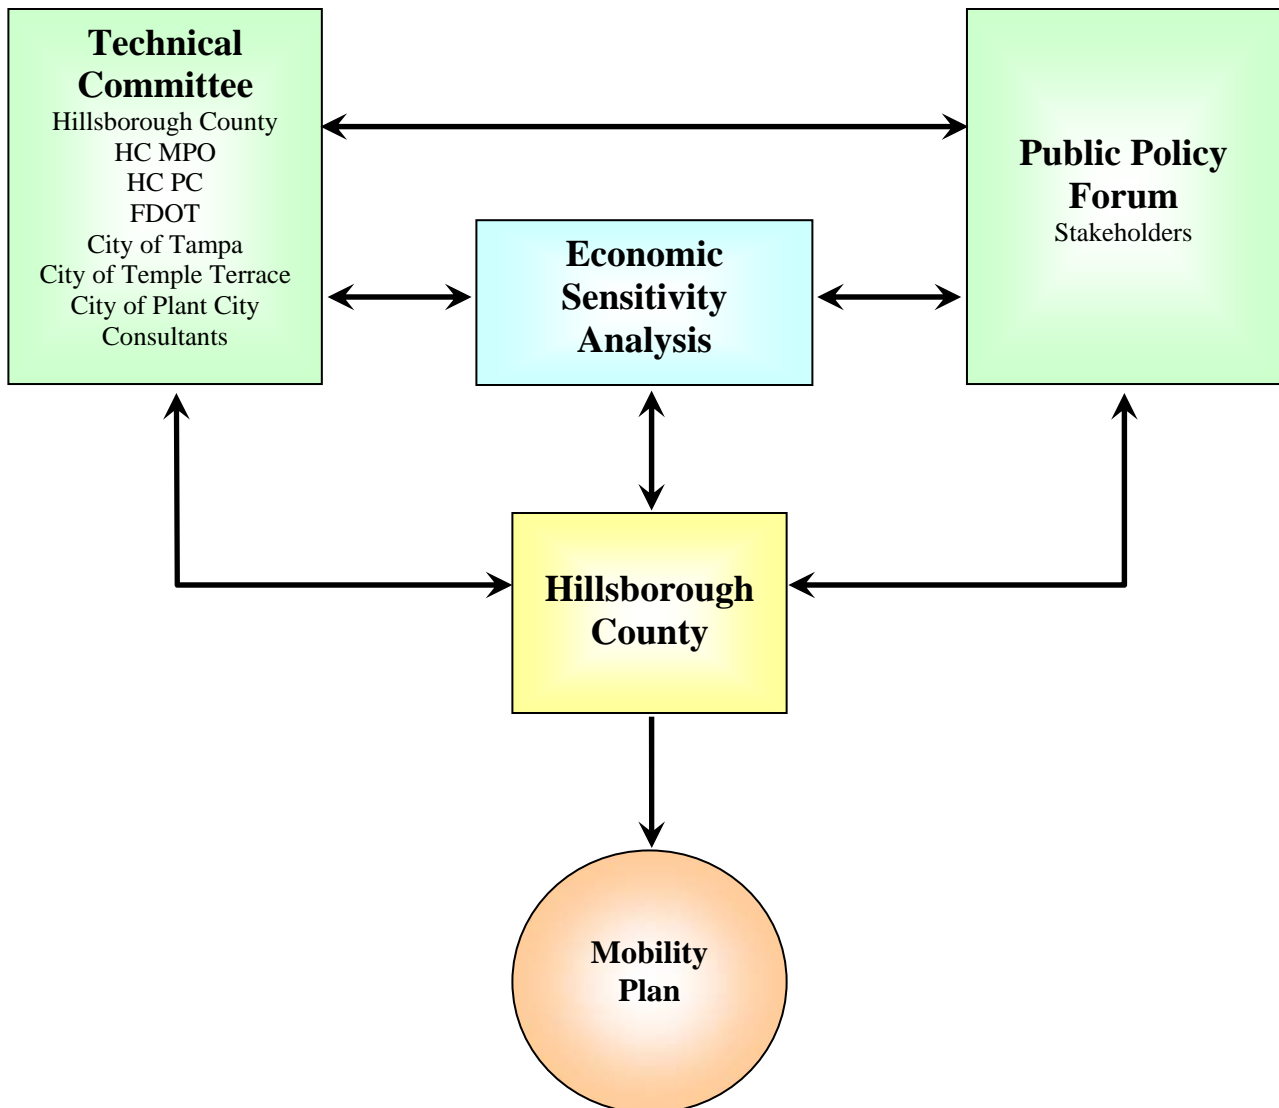 Technical
Committee
Hillsborough County
HC MPO
HC PC
FDOT
City of Tampa
City of Temple Terrace
City of Plant City
Consultants
Public Policy
Forum
Stakeholders
Economic
Sensitivity
Analysis
Hillsborough
County
Mobility
Plan